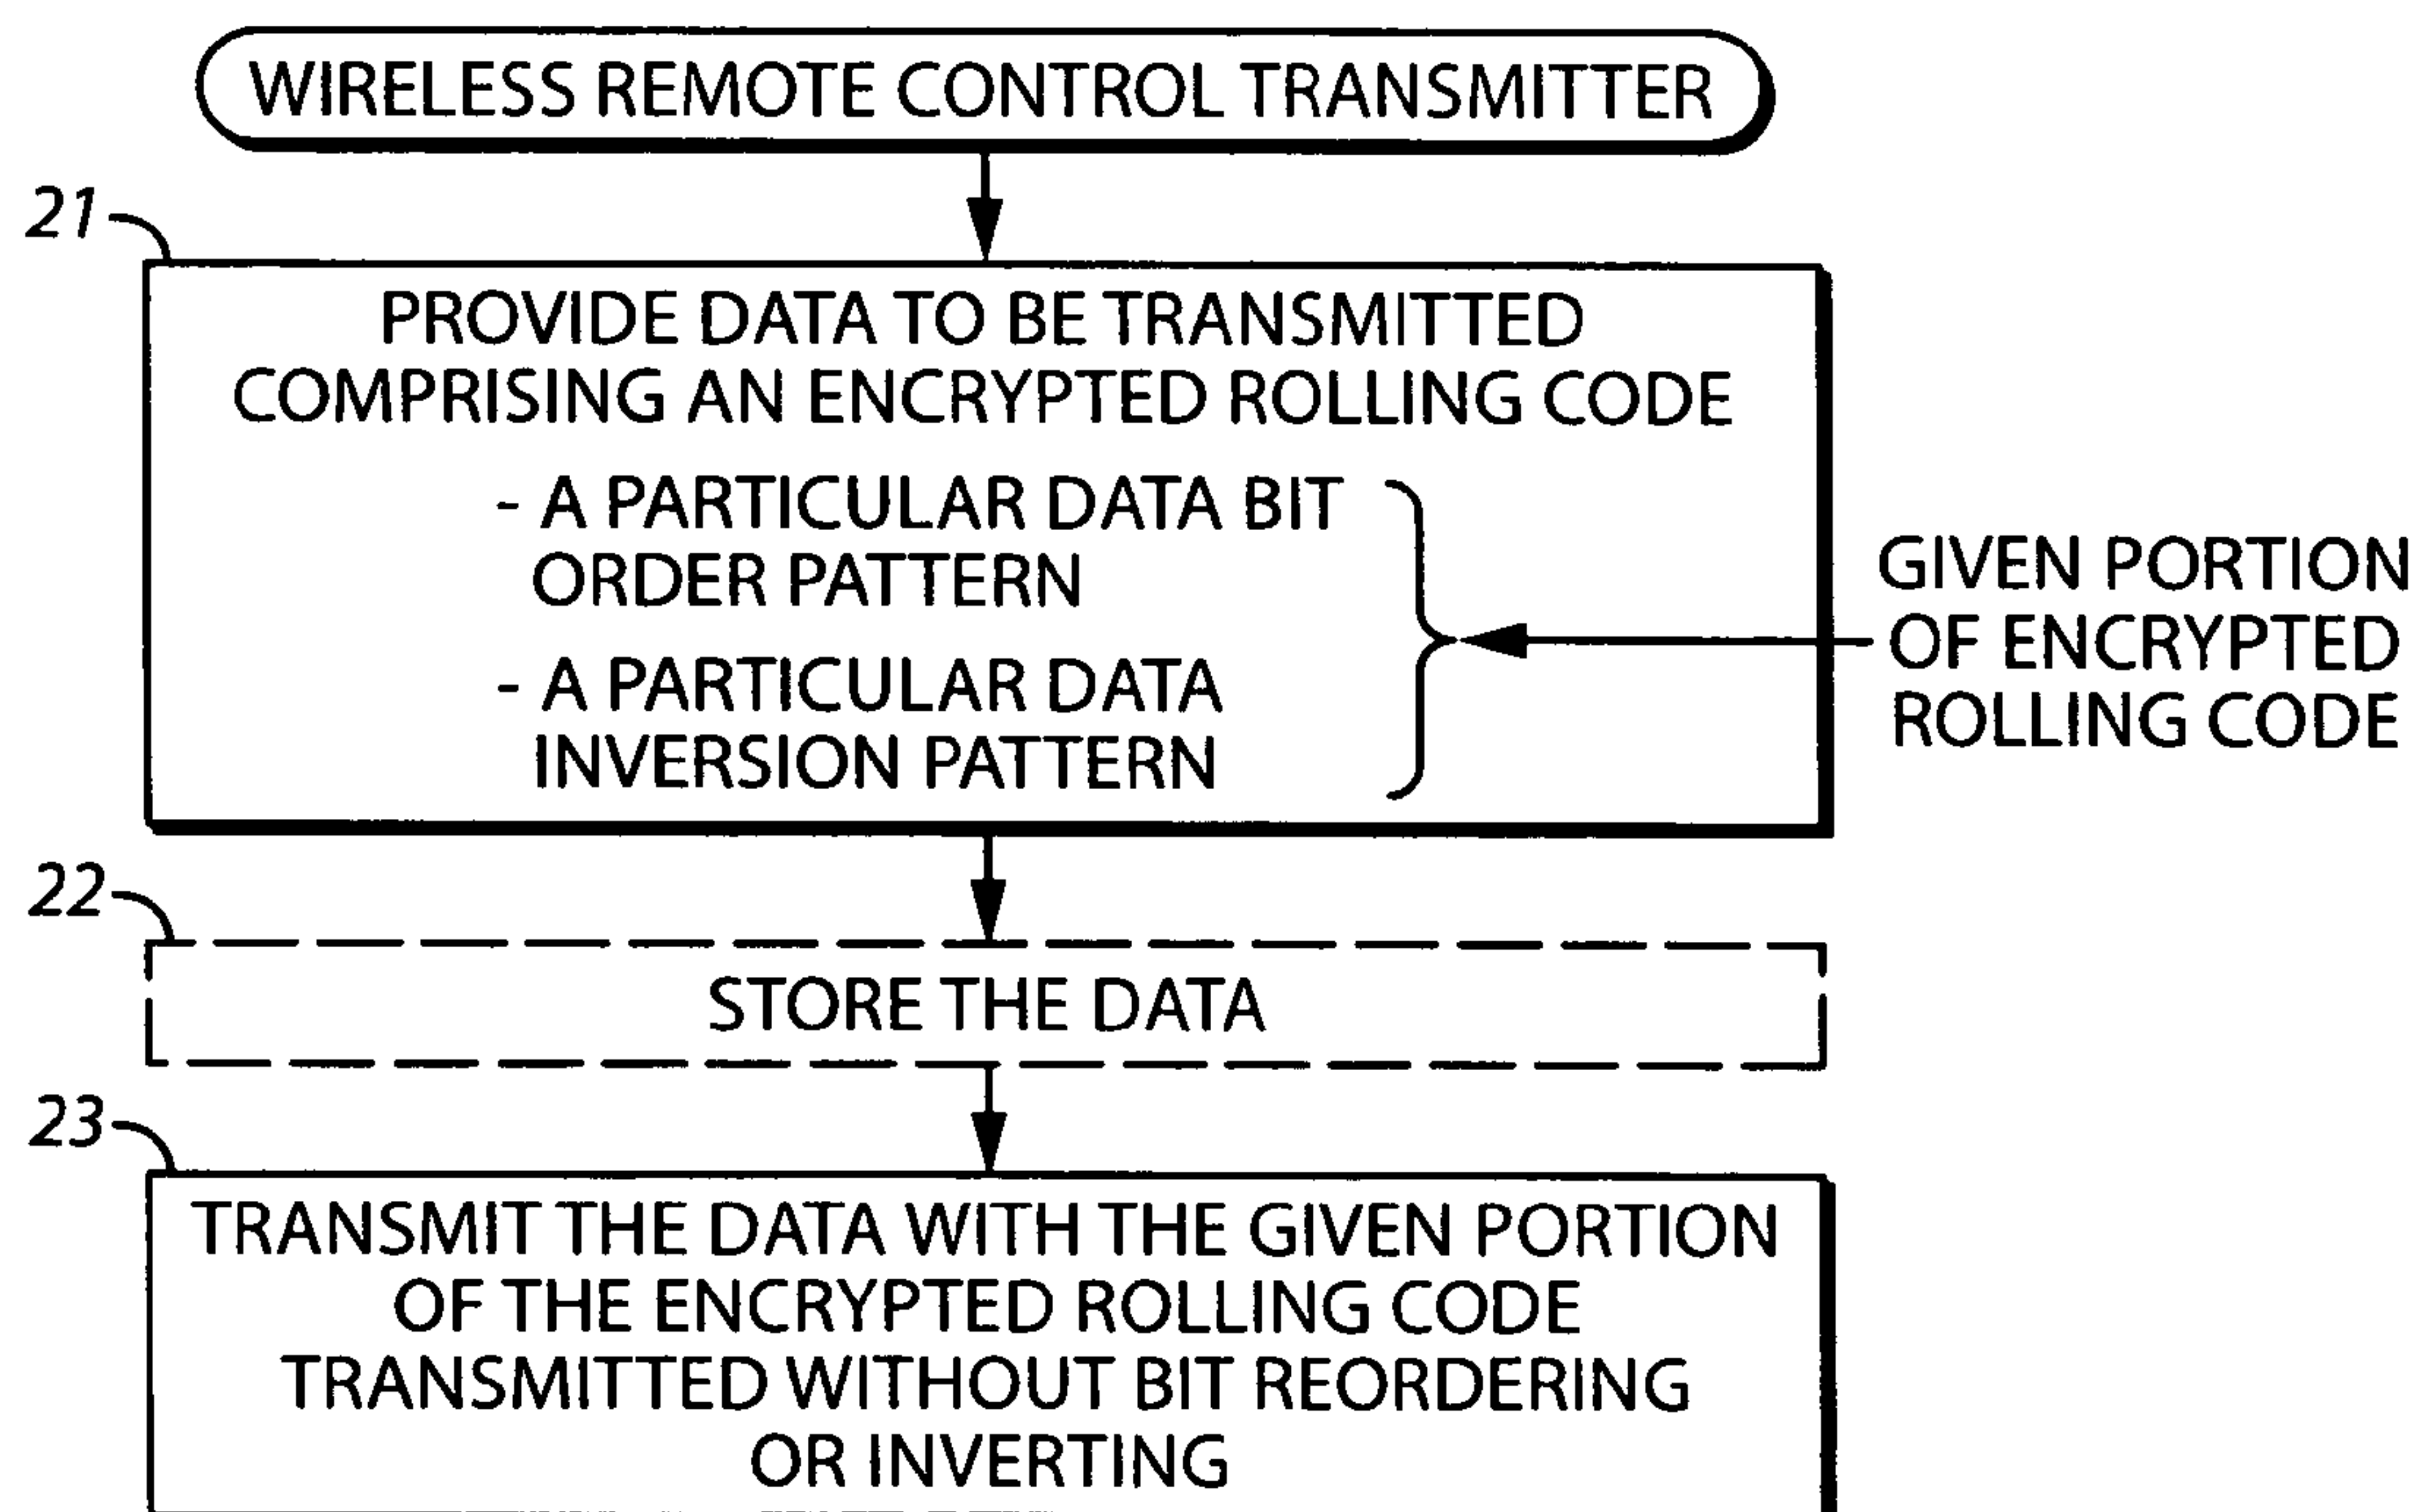 WIRELESS REMOTE CONTROL TRANSMITTER
21
PROVIDE DATA TO BE TRANSMITTED
COMPRISING AN ENCRYPTED ROLLING CODE
- A PARTICULAR DATA BIT
ORDER PATTERN
- A PARTICULAR DATA
INVERSION PATTERN
GIVEN PORTION
OF ENCRYPTED
ROLLING CODE
22
STORE THE DATA
23
TRANSMIT THE DATA WITH THE GIVEN PORTION
OF THE ENCRYPTED ROLLING CODE
TRANSMITTED WITHOUT BIT REORDERING
OR INVERTING